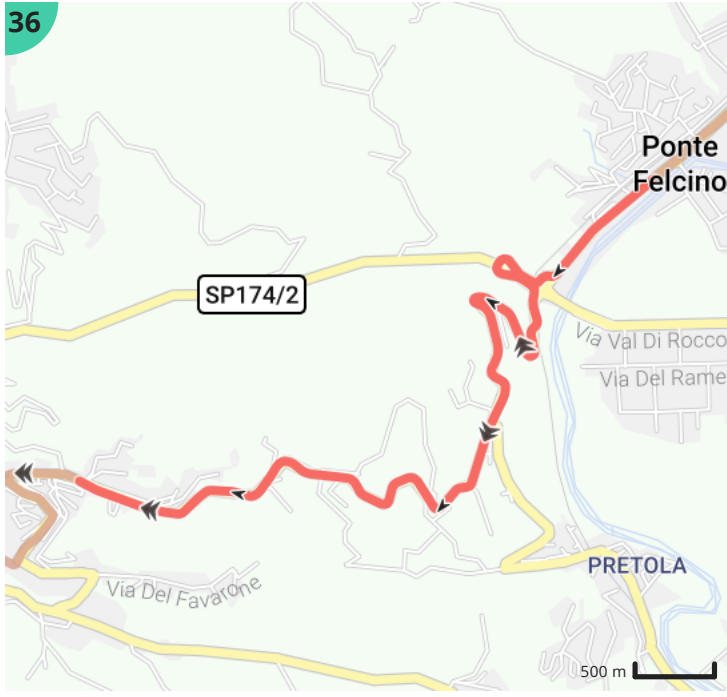 36
Ponte
Felcino
SP174/2
Via Val Di Rocco
Via Del Rame
PRETOLA
Via Del Favarone
500 m